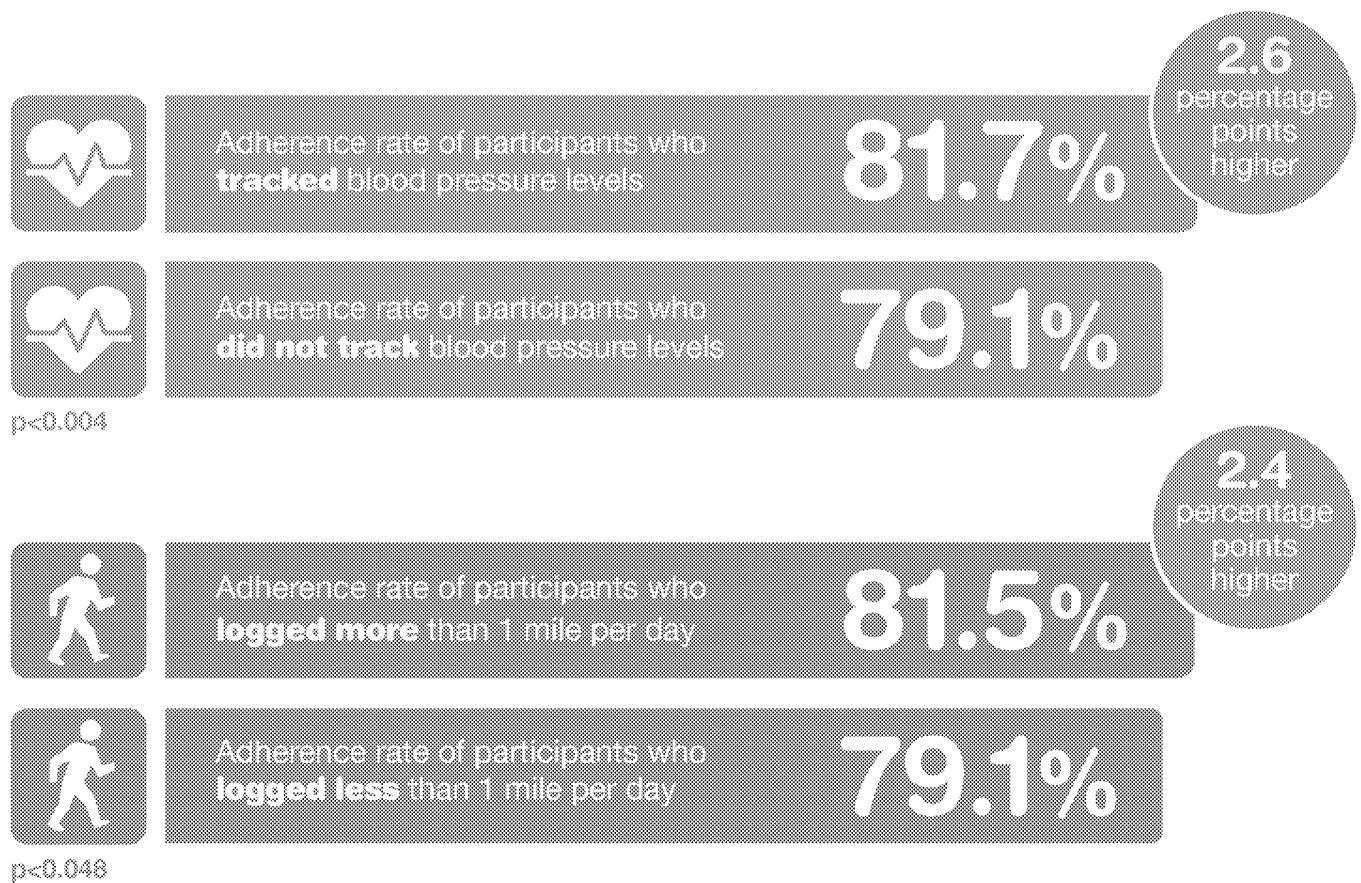 2.6
percentage
points
higher
Adherence rate of participants who
tracked blood pressure levels
81.7%
Adherence rate of participants who
did not track blood pressure levels
79.1%
p<0.004
2.4
percentage
points
higher
Adherence rate of participants who
logged more than 1 mile per day
81.5%
Adherence rate of participants who
logged less than 1 mile per day
79.1%
p<0.048